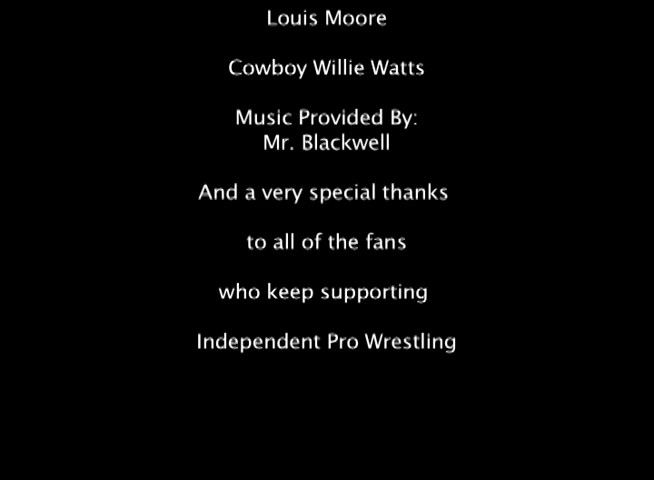 Louis Moore
Cowboy Willie Watts
Music Provided By:
Mr. Blackwell
And a very special thanks
to all of the fans
who keep supporting
Independent Pro Wrestling